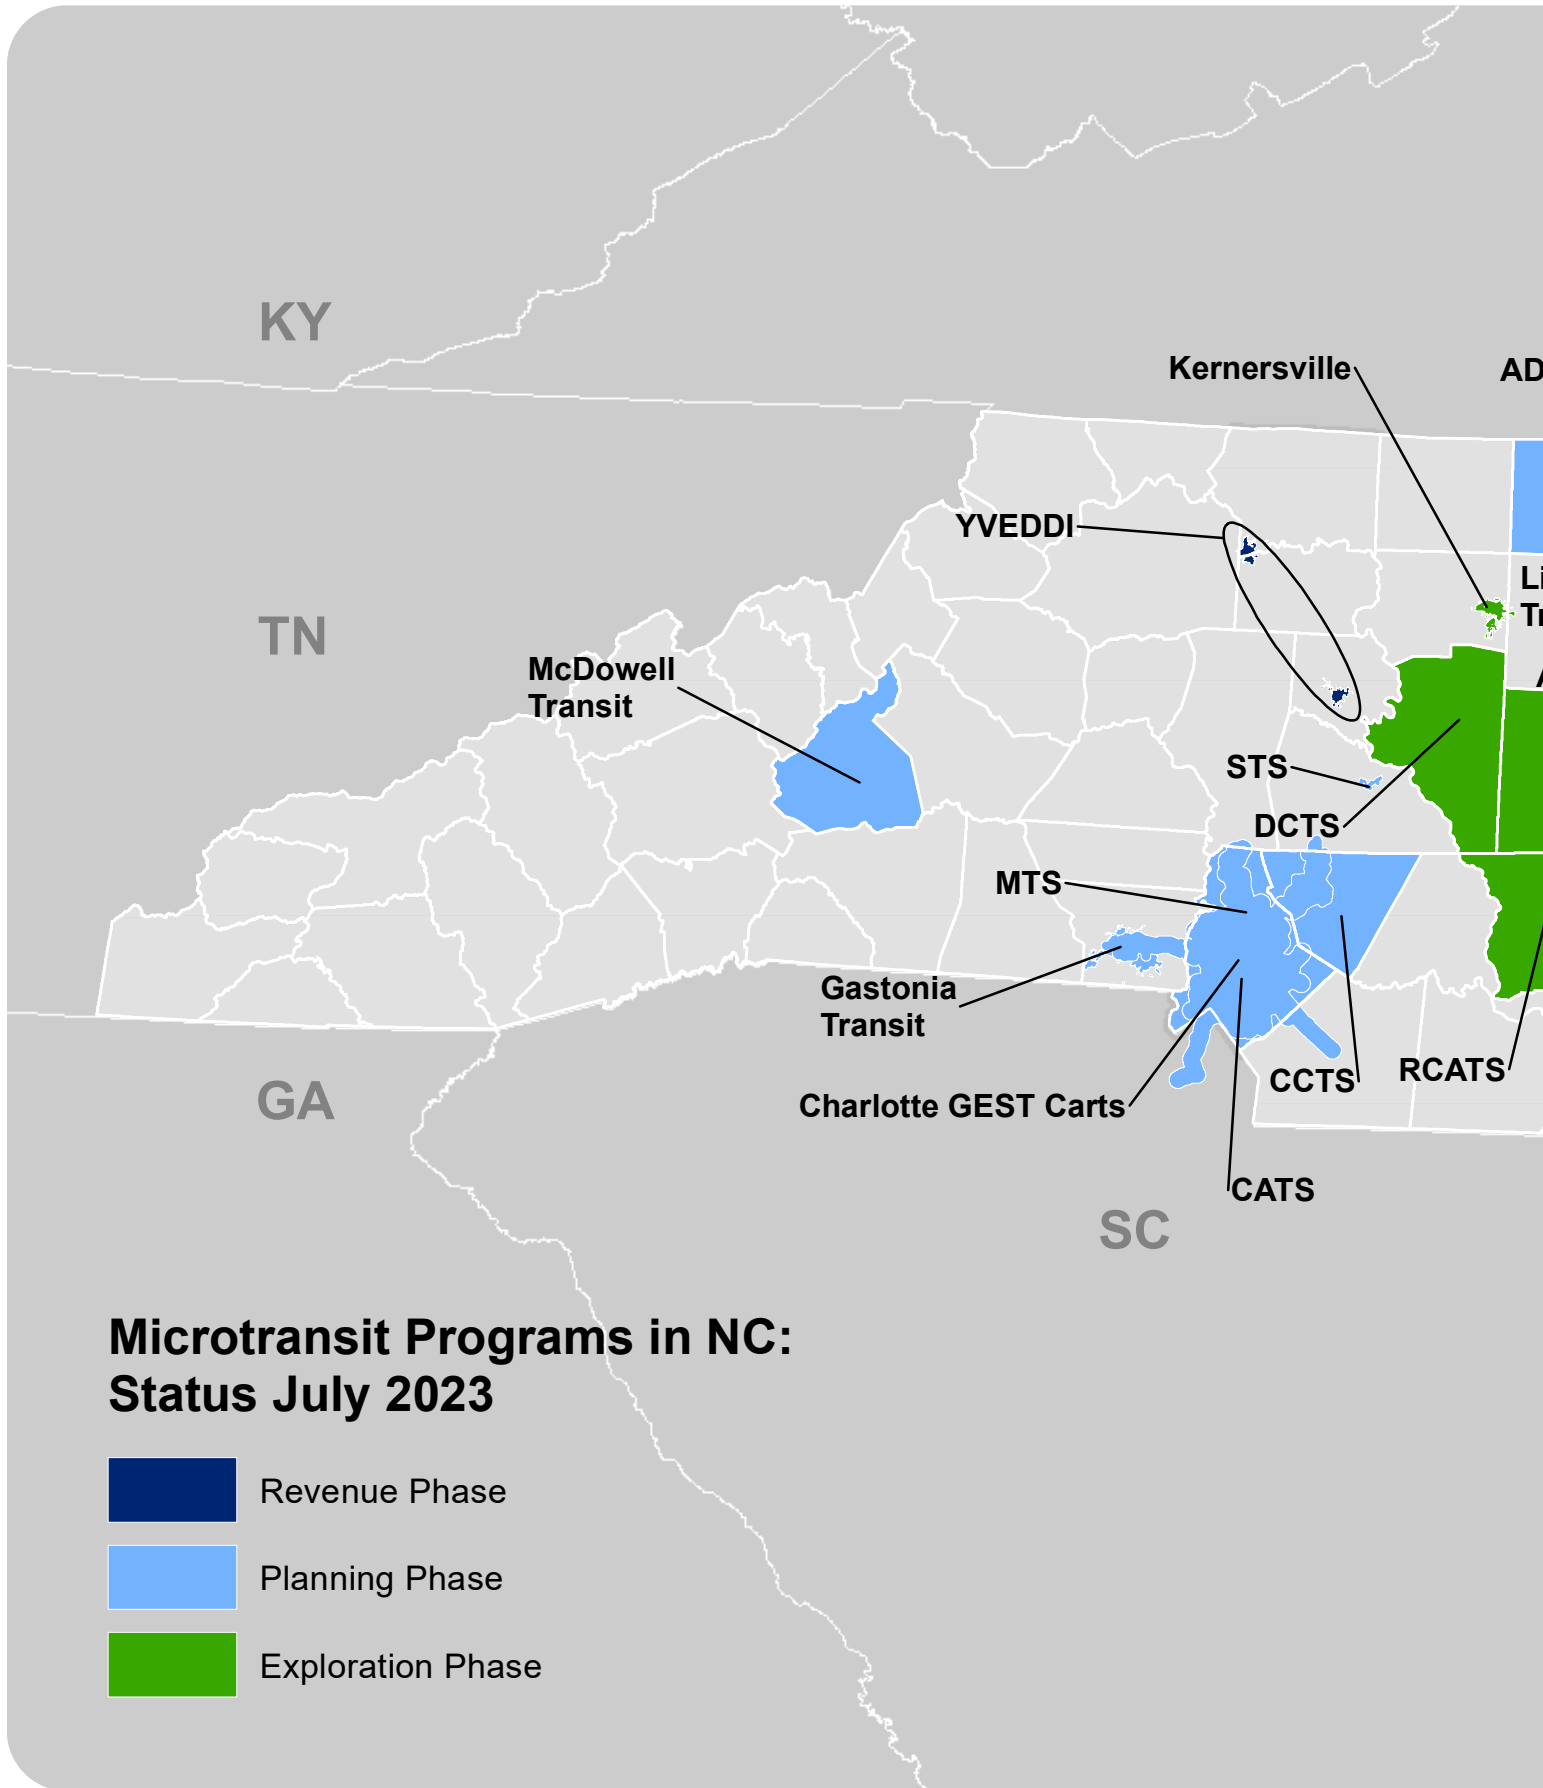 KY
Kernersville
AD
YVEDDI
Li
Tr
TN
McDowell
Transit
STS
DCTS
MTS
Gastonia
Transit
CCTS
RCATS
GA
Charlotte GEST Carts
CATS
SC
Microtransit Programs in NC:
Status July 2023
Revenue Phase
Planning Phase
Exploration Phase